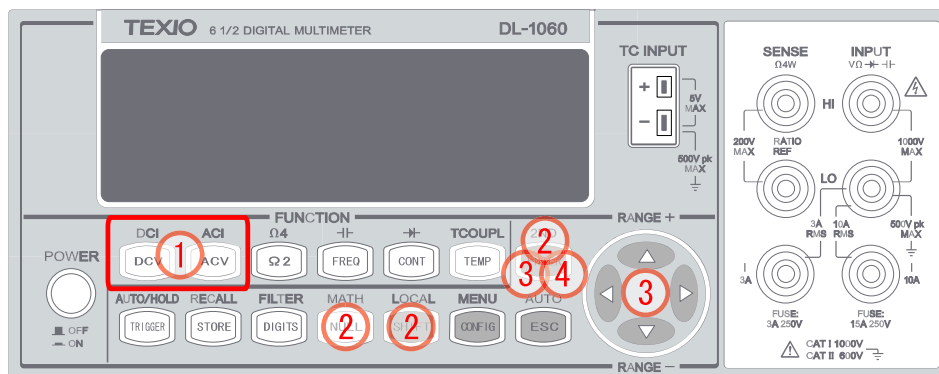 TEXIO 6 1/2 DIGITAL MULTIMETER DL-1060
TC INPUT
+
−
5V
MAX
500V pk
MAX
SENSE
Ω4W
INPUT
VΩ
HI
200V
MAX
RATIO
REF
1000V
MAX
LO
3A
RMS
10A
RMS
500V pk
MAX
3A
10A
FUSE:
3A 250V
FUSE:
15A 250V
CAT I 1000V
CAT II 600V
FUNCTION
RANGE +
POWER
OFF
ON
DCI ACI Ω4 TCOUPL 2ND
DCV 1 ACV Ω2 FREQ CONT TEMP
2
3 4
3
AUTO/HOLD RECALL FILTER MATH LOCAL MENU AUTO
TRIGGER STORE DIGITS NULL SHIFT CONFIG ESC
2 2
RANGE −